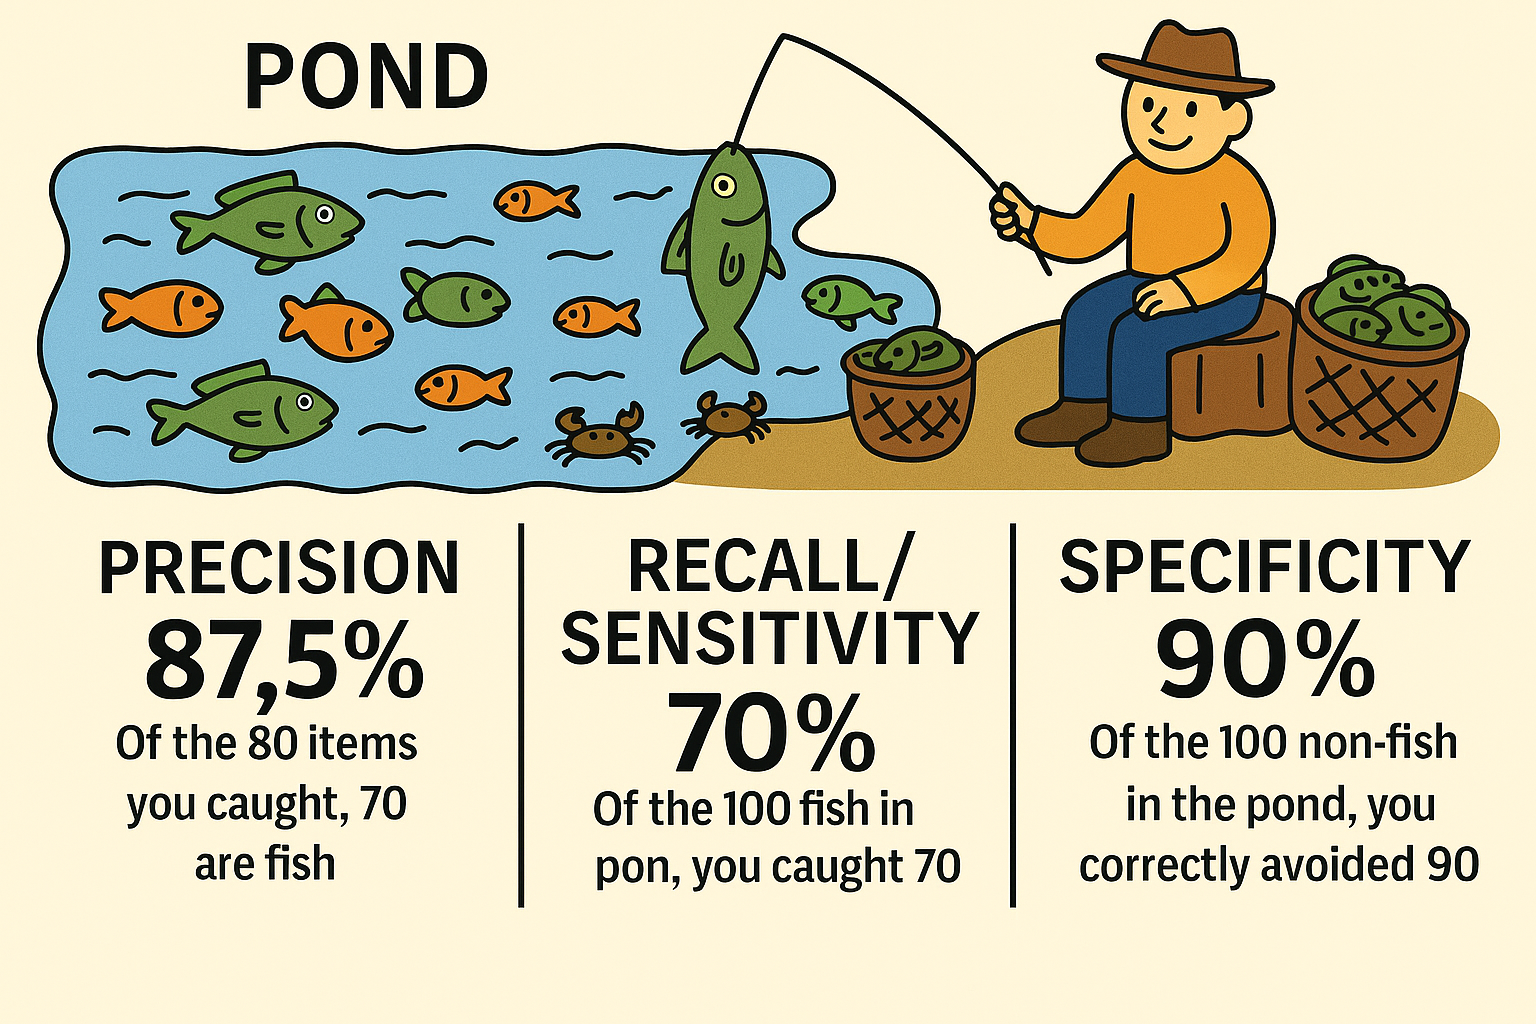 POND
PRECISION
87,5%
Of the 80 items
you caught, 70
are fish
RECALL/
SENSITIVITY
70%
Of the 100 fish in
pon, you caught 70
SPECIFICITY
90%
Of the 100 non-fish
in the pond, you
correctly avoided 90